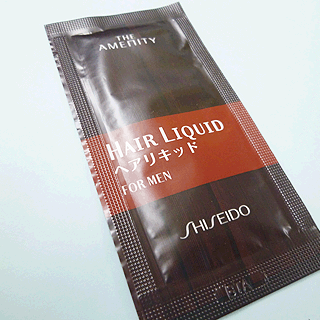 THE
AMENITY
HAIR LIQUID
ヘアリキッド
FOR MEN
SHISEIDO